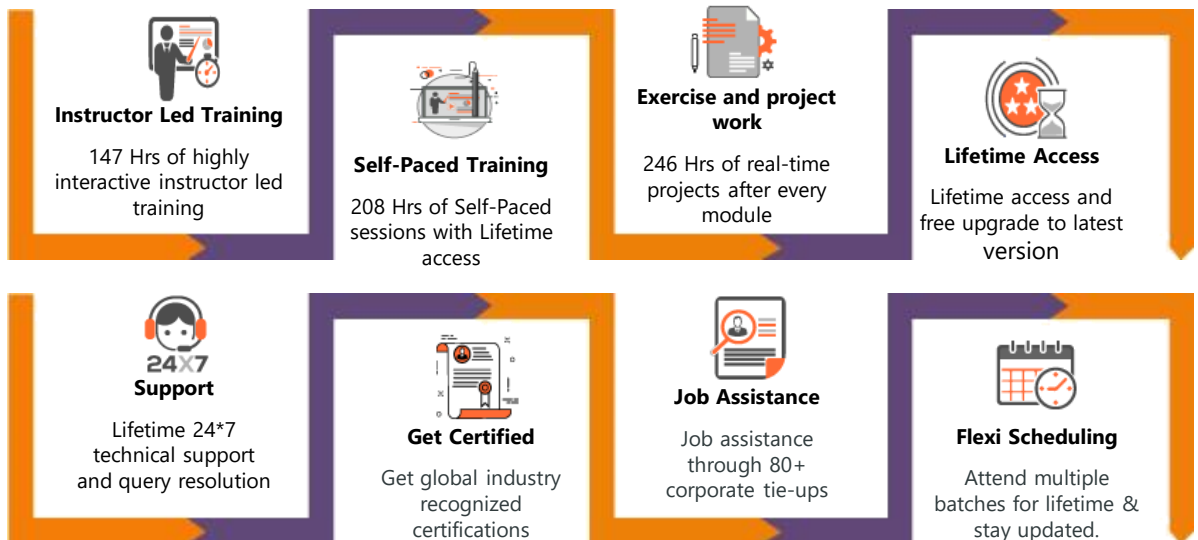 Instructor Led Training
147 Hrs of highly
interactive instructor led
training
Self-Paced Training
208 Hrs of Self-Paced
sessions with Lifetime
access
Exercise and project
work
246 Hrs of real-time
projects after every
module
Lifetime Access
Lifetime access and
free upgrade to latest
version
24X7
Support
Lifetime 24*7
technical support
and query resolution
Get Certified
Get global industry
recognized
certifications
Job Assistance
Job assistance
through 80+
corporate tie-ups
Flexi Scheduling
Attend multiple
batches for lifetime &
stay updated.